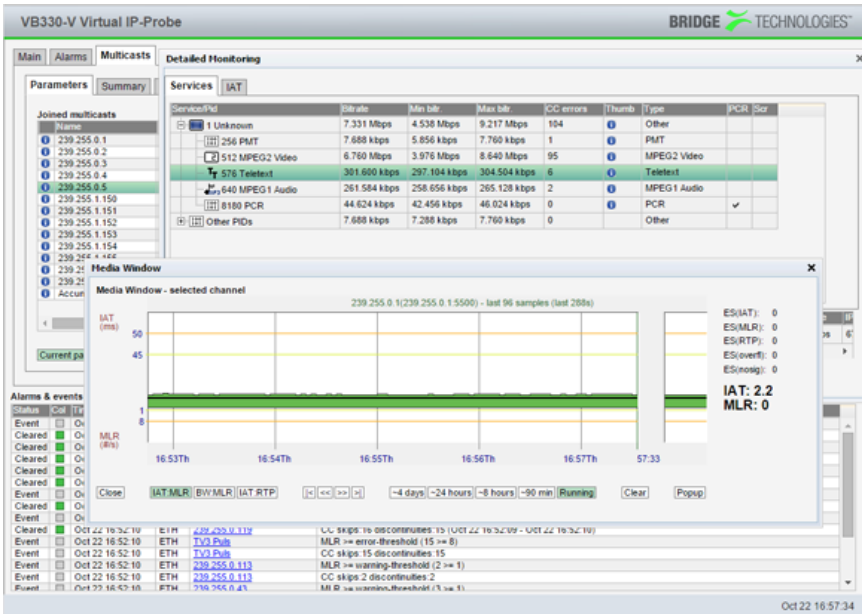 VB330-V Virtual IP-Probe
BRIDGE TECHNOLOGIES
Main Alarms Multicasts Detailed Monitoring x
Parameters Summary Services IAT
Joined multicasts
Name
239.255.0.1
239.255.0.2
239.255.0.3
239.255.0.4
239.255.0.5
239.255.1.150
239.255.1.151
239.255.1.152
239.255.1.153
239.255.1.154
Service/Pid Bitrate Min bitr. Max bitr. CC errors Thumb Type PCR Scr
1 Unknown 7.331 Mbps 4.538 Mbps 9.217 Mbps 104 Other
256 PMT 7.688 kbps 5.856 kbps 7.760 kbps 1 PMT
512 MPEG2 Video 6.760 Mbps 3.976 Mbps 8.640 Mbps 95 MPEG2 Video
576 Teletext 301.600 kbps 297.104 kbps 304.504 kbps 6 Teletext
640 MPEG1 Audio 261.584 kbps 258.656 kbps 265.128 kbps 2 MPEG1 Audio
8180 PCR 44.624 kbps 42.456 kbps 46.024 kbps 0 PCR
Other PIDs 7.688 kbps 7.288 kbps 7.760 kbps 0 Other
Media Window x
Media Window - selected channel
239.255.0.1(239.255.0.1:5500) - last 96 samples (last 288s)
IAT
(ms)
50
45
1
8
MLR
(#/s)
16:53Th 16:54Th 16:55Th 16:56Th 16:57Th 57:33
ES(IAT): 0
ES(MLR): 0
ES(RTP): 0
ES(overfl): 0
ES(nosig): 0
IAT: 2.2
MLR: 0
Close IAT:MLR BW:MLR IAT:RTP |< << >> >| ~4 days ~24 hours ~8 hours ~90 min Running Clear Popup
Alarms & events
Status Col
Event
Cleared
Cleared
Cleared
Cleared
Event
Cleared
Event
Cleared Oct 22 16:52:10 ETH 239.255.0.119 CC skips:16 discontinuities:15 (Oct 22 16:52:09 - Oct 22 16:52:10)
Event Oct 22 16:52:10 ETH TV3 Puls MLR >= error-threshold (15 >= 8)
Event Oct 22 16:52:10 ETH TV3 Puls CC skips:15 discontinuities:15
Event Oct 22 16:52:10 ETH 239.255.0.113 MLR >= warning-threshold (2 >= 1)
Event Oct 22 16:52:10 ETH 239.255.0.113 CC skips:2 discontinuities:2
Event Oct 22 16:52:10 ETH 239.255.0.43 MLR >= warning-threshold (3 >= 1)
Oct 22 16:57:34